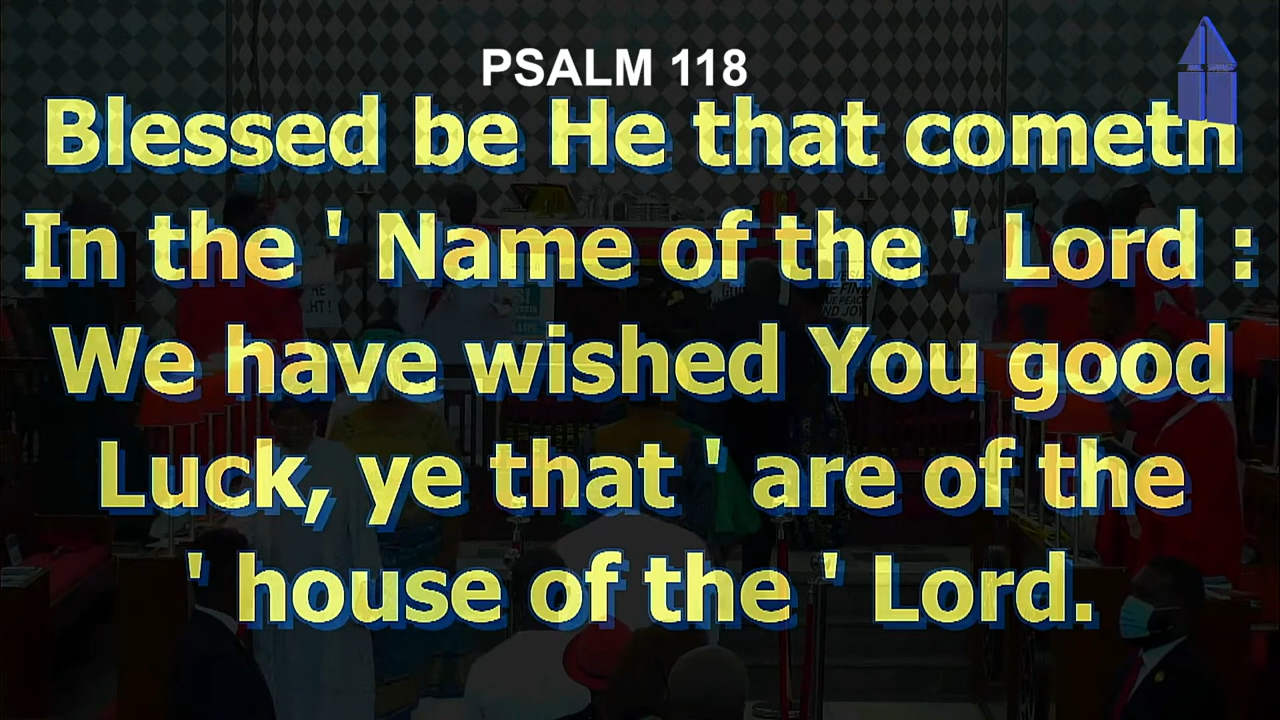 PSALM 118
Blessed be He that cometh
In the ' Name of the ' Lord :
We have wished You good
Luck, ye that ' are of the
' house of the ' Lord.